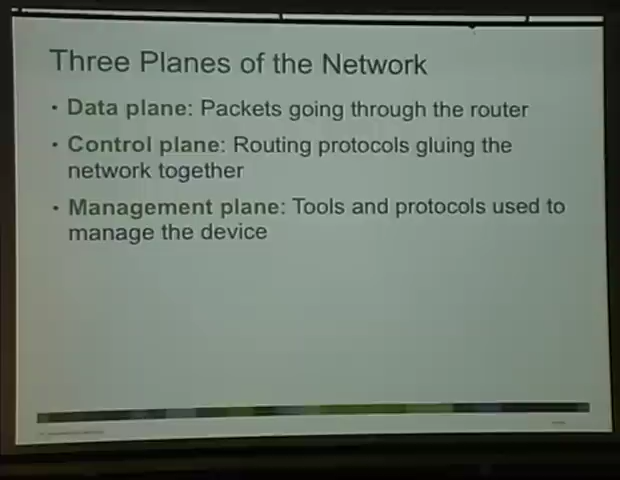 Three Planes of the Network
• Data plane: Packets going through the router
• Control plane: Routing protocols gluing the
network together
• Management plane: Tools and protocols used to
manage the device